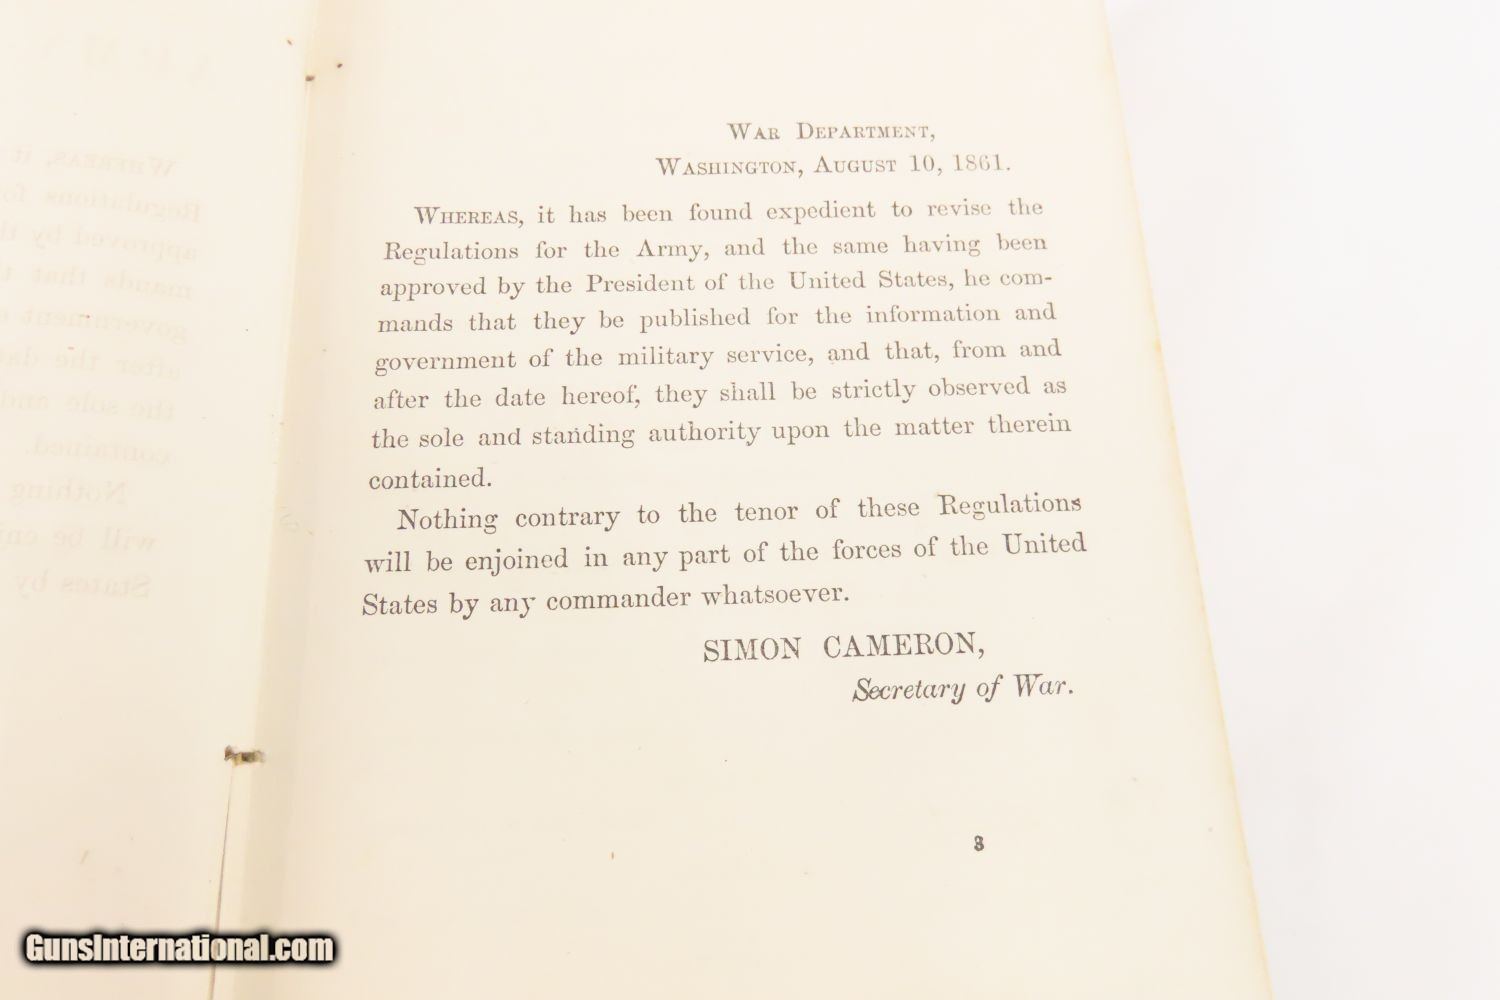 War Department,
Washington, August 10, 1861.
Whereas, it has been found expedient to revise the
Regulations for the Army, and the same having been
approved by the President of the United States, he com-
mands that they be published for the information and
government of the military service, and that, from and
after the date hereof, they shall be strictly observed as
the sole and standing authority upon the matter therein
contained.
Nothing contrary to the tenor of these Regulations
will be enjoined in any part of the forces of the United
States by any commander whatsoever.
SIMON CAMERON,
Secretary of War.
3
GunsInternational.com